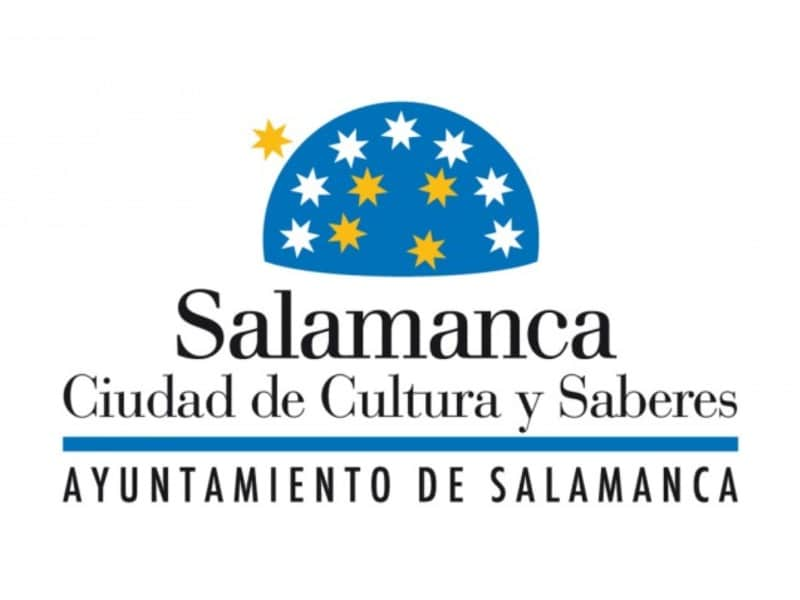 Salamanca
Ciudad de Cultura y Saberes
AYUNTAMIENTO DE SALAMANCA